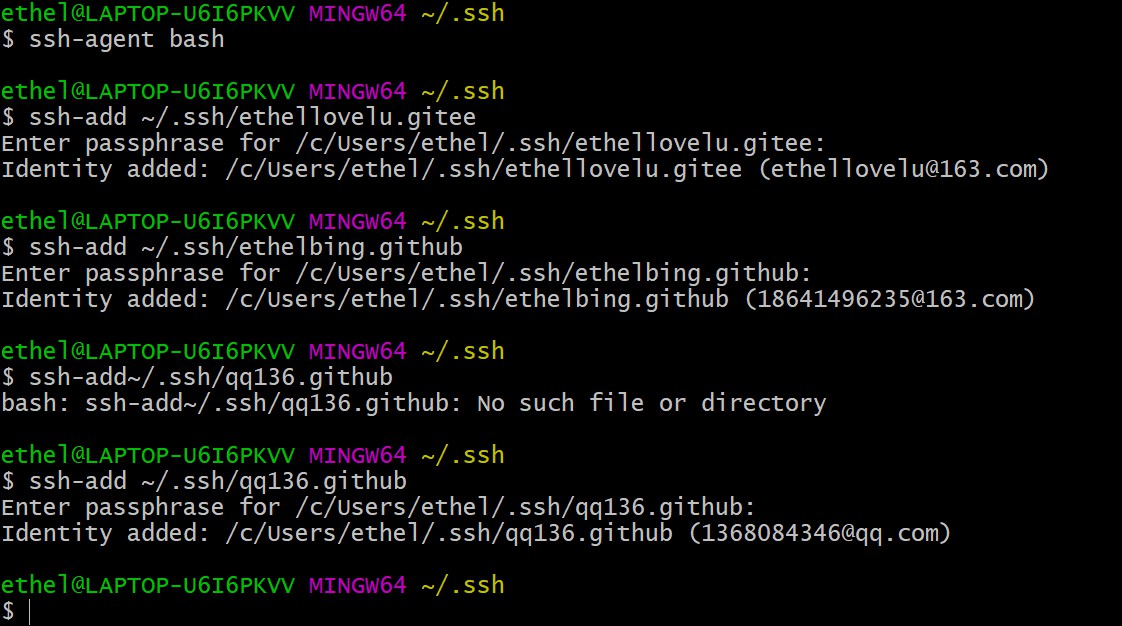 ethel@LAPTOP-U6I6PKVV MINGW64 ~/.ssh
$ ssh-agent bash
ethel@LAPTOP-U6I6PKVV MINGW64 ~/.ssh
$ ssh-add ~/.ssh/ethellovelu.gitee
Enter passphrase for /c/Users/ethel/.ssh/ethellovelu.gitee:
Identity added: /c/Users/ethel/.ssh/ethellovelu.gitee (ethellovelu@163.com)
ethel@LAPTOP-U6I6PKVV MINGW64 ~/.ssh
$ ssh-add ~/.ssh/ethelbing.github
Enter passphrase for /c/Users/ethel/.ssh/ethelbing.github:
Identity added: /c/Users/ethel/.ssh/ethelbing.github (18641496235@163.com)
ethel@LAPTOP-U6I6PKVV MINGW64 ~/.ssh
$ ssh-add~/.ssh/qq136.github
bash: ssh-add~/.ssh/qq136.github: No such file or directory
ethel@LAPTOP-U6I6PKVV MINGW64 ~/.ssh
$ ssh-add ~/.ssh/qq136.github
Enter passphrase for /c/Users/ethel/.ssh/qq136.github:
Identity added: /c/Users/ethel/.ssh/qq136.github (1368084346@qq.com)
ethel@LAPTOP-U6I6PKVV MINGW64 ~/.ssh
$